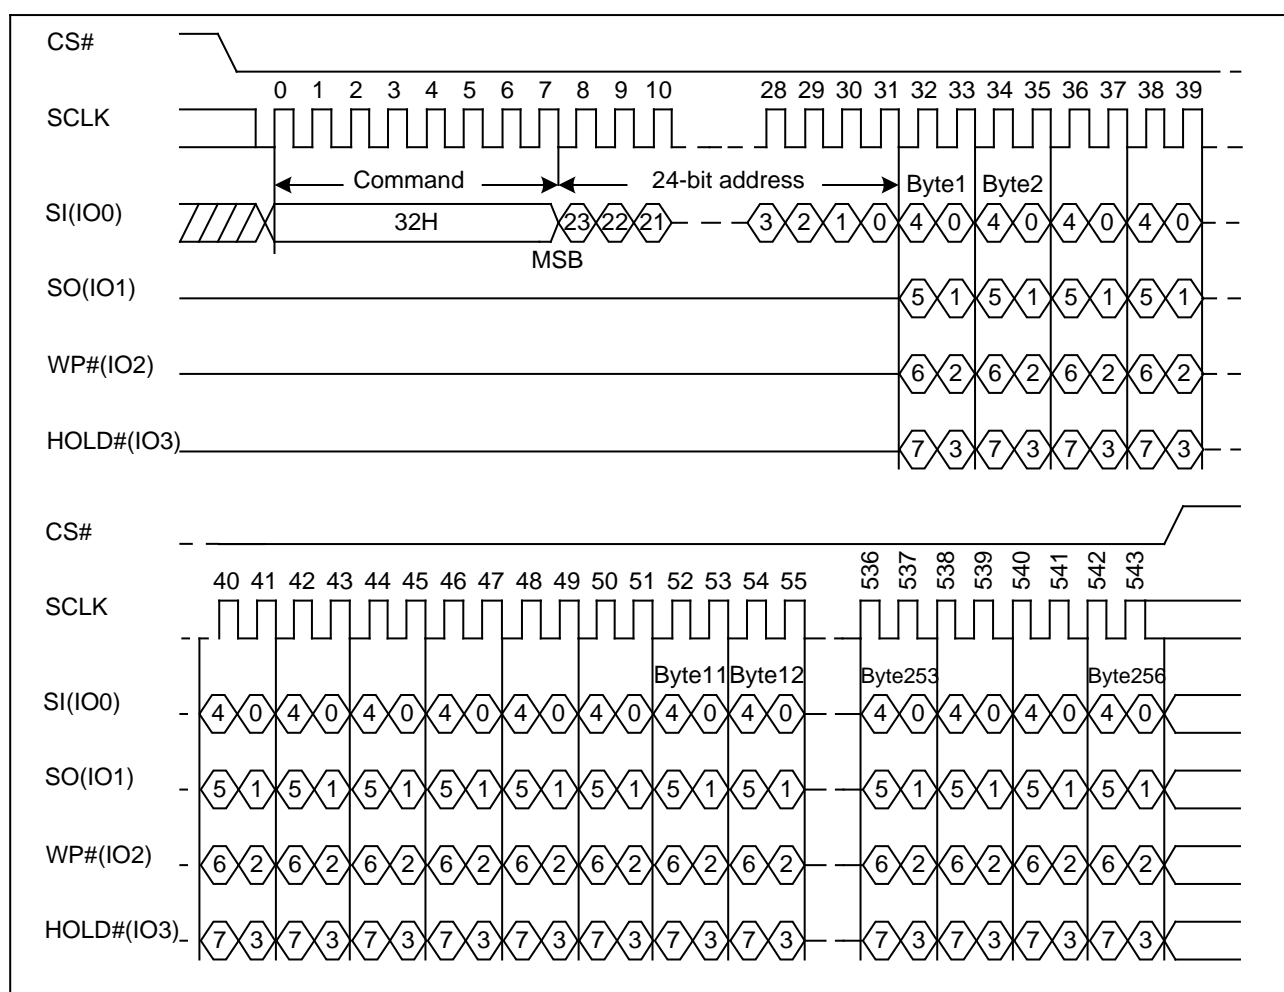 CS#
0 1 2 3 4 5 6 7 8 9 10 28 29 30 31 32 33 34 35 36 37 38 39
SCLK
Command 24-bit address Byte1 Byte2
SI(IO0) 32H 23 22 21 3 2 1 0 4 0 4 0 4 0 4 0
MSB
SO(IO1) 5 1 5 1 5 1 5 1
WP#(IO2) 6 2 6 2 6 2 6 2
HOLD#(IO3) 7 3 7 3 7 3 7 3
CS#
40 41 42 43 44 45 46 47 48 49 50 51 52 53 54 55 536 537 538 539 540 541 542 543
SCLK
Byte11 Byte12 Byte253 Byte256
SI(IO0) 4 0 4 0 4 0 4 0 4 0 4 0 4 0 4 0 4 0 4 0 4 0 4 0
SO(IO1) 5 1 5 1 5 1 5 1 5 1 5 1 5 1 5 1 5 1 5 1 5 1 5 1
WP#(IO2) 6 2 6 2 6 2 6 2 6 2 6 2 6 2 6 2 6 2 6 2 6 2 6 2
HOLD#(IO3) 7 3 7 3 7 3 7 3 7 3 7 3 7 3 7 3 7 3 7 3 7 3 7 3